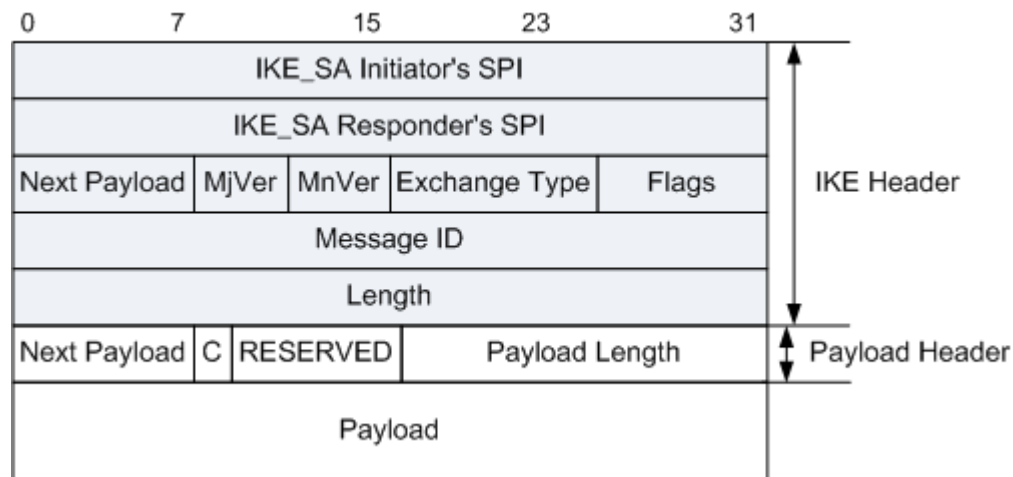 0 7 15 23 31
IKE_SA Initiator's SPI
IKE_SA Responder's SPI
Next Payload MjVer MnVer Exchange Type Flags IKE Header
Message ID
Length
Next Payload C RESERVED Payload Length Payload Header
Payload